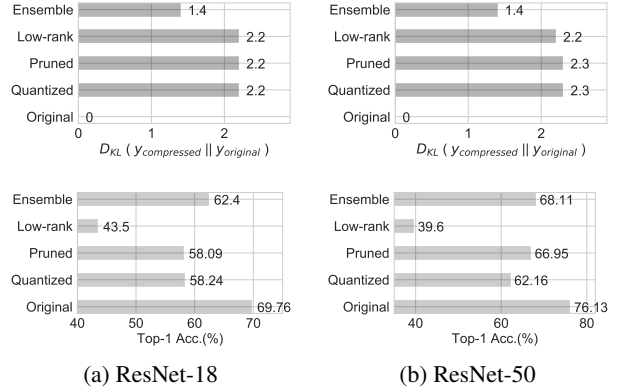 Ensemble 1.4
Low-rank 2.2
Pruned 2.2
Quantized 2.2
Original 0
0 1 2
D_KL ( y_compressed || y_original )
Ensemble 1.4
Low-rank 2.2
Pruned 2.3
Quantized 2.3
Original 0
0 1 2
D_KL ( y_compressed || y_original )
Ensemble 62.4
Low-rank 43.5
Pruned 58.09
Quantized 58.24
Original 69.76
40 50 60 70
Top-1 Acc.(%)
(a) ResNet-18
Ensemble 68.11
Low-rank 39.6
Pruned 66.95
Quantized 62.16
Original 76.13
40 60 80
Top-1 Acc.(%)
(b) ResNet-50